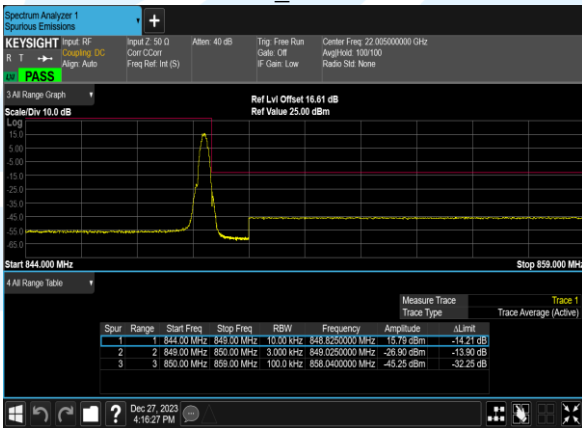 Spectrum Analyzer 1
Spurious Emissions
KEYSIGHT Input: RF Input Z: 50 Ω Atten: 40 dB Trig: Free Run Center Freq: 22.005000000 GHz
R T Coupling: DC Corr CCorr Gate: Off Avg|Hold: 100/100
Align: Auto Freq Ref: Int (S) IF Gain: Low Radio Std: None
LW PASS
3 All Range Graph
Ref Lvl Offset 16.61 dB
Scale/Div 10.0 dB Ref Value 25.00 dBm
Log
15.0
5.00
-5.00
-15.0
-25.0
-35.0
-45.0
-55.0
-65.0
Start 844.000 MHz Stop 859.000 MHz
4 All Range Table
Measure Trace Trace 1
Trace Type Trace Average (Active)
Spur Range Start Freq Stop Freq RBW Frequency Amplitude ΔLimit
1 1 844.00 MHz 849.00 MHz 10.00 kHz 848.8250000 MHz 15.79 dBm -14.21 dB
2 2 849.00 MHz 850.00 MHz 3.000 kHz 849.0250000 MHz -26.90 dBm -13.90 dB
3 3 850.00 MHz 859.00 MHz 100.0 kHz 858.0400000 MHz -45.25 dBm -32.25 dB
? Dec 27, 2023
4:16:27 PM